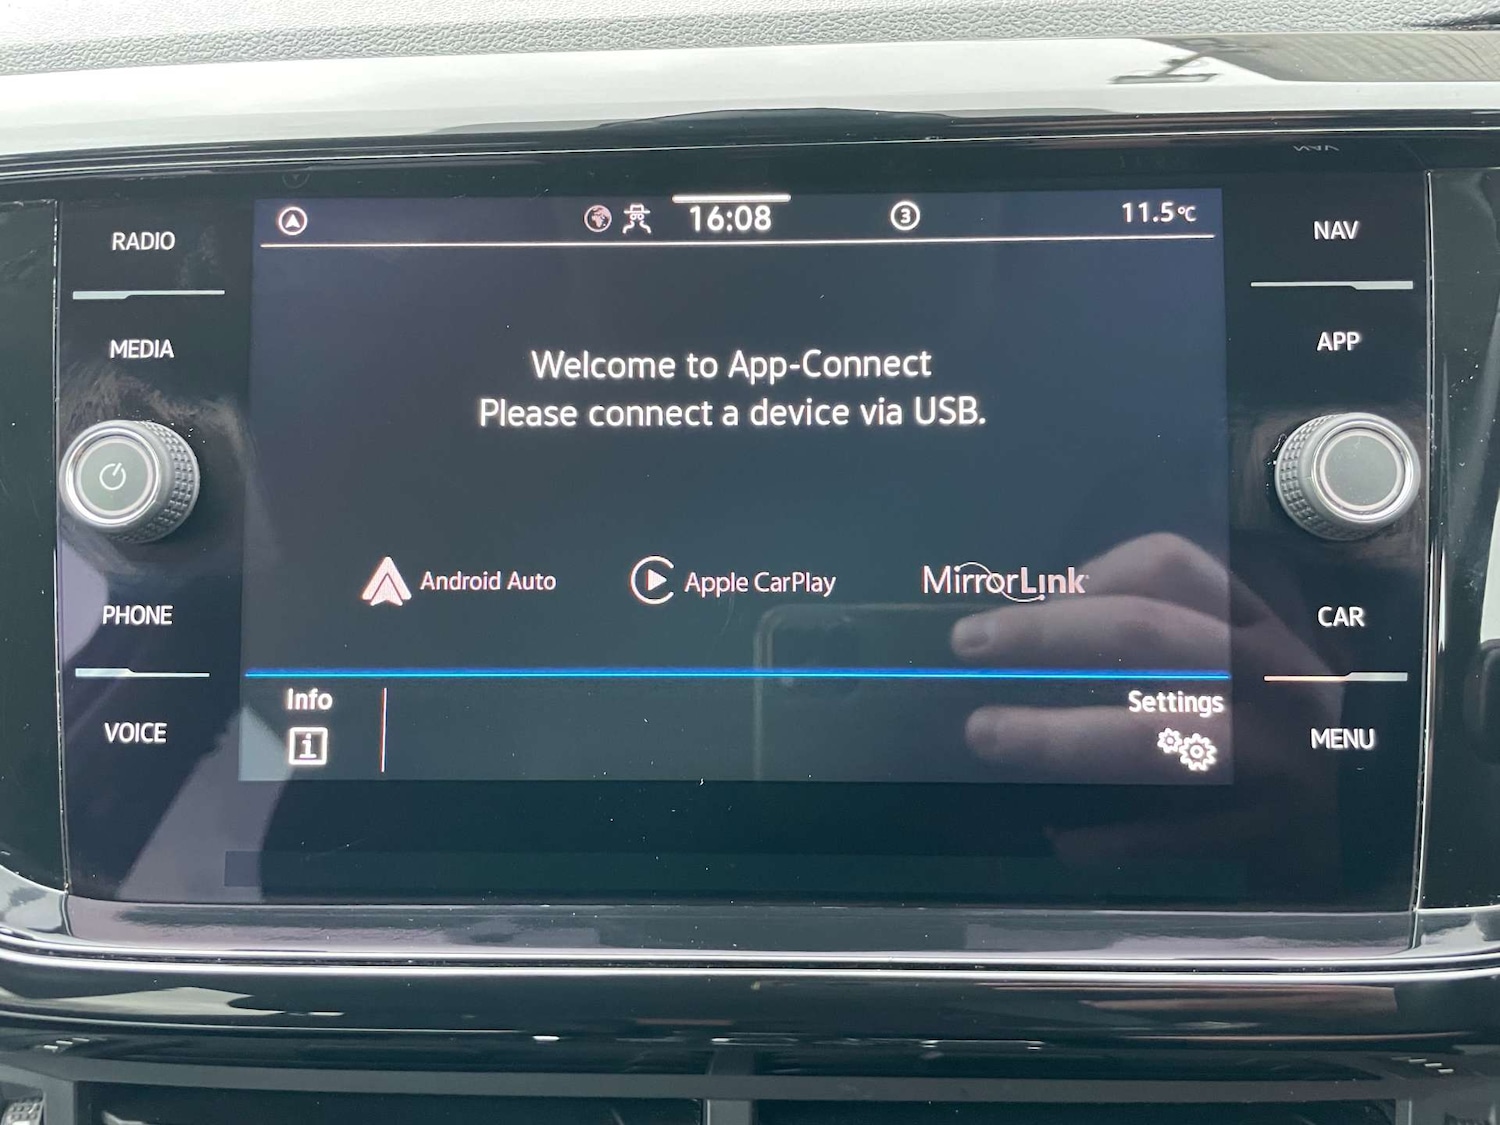 RADIO
MEDIA
PHONE
VOICE
16:08
3
11.5°C
Welcome to App-Connect
Please connect a device via USB.
Android Auto
Apple CarPlay
MirrorLink
Info
i
Settings
NAV
APP
CAR
MENU